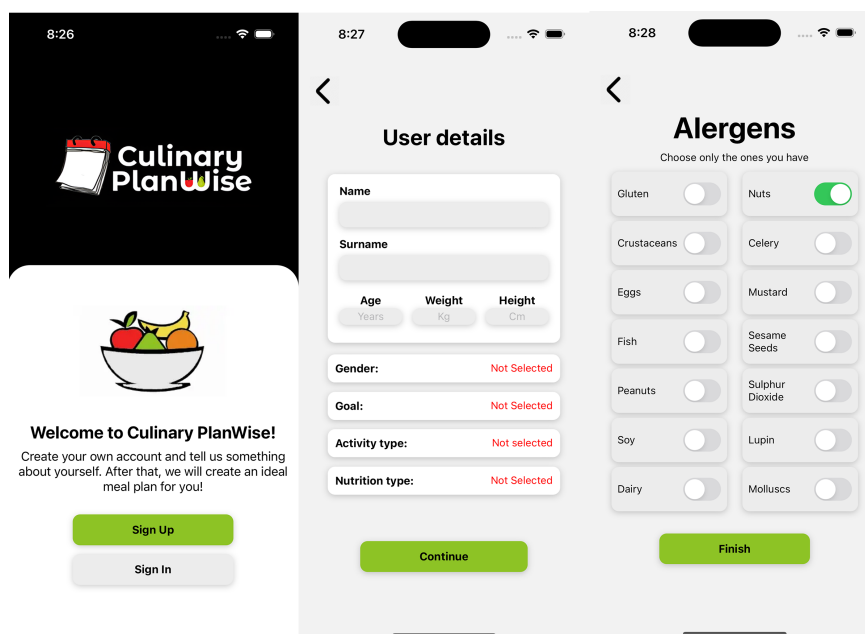 8:26
Culinary
PlanWise
Welcome to Culinary PlanWise!
Create your own account and tell us something
about yourself. After that, we will create an ideal
meal plan for you!
Sign Up
Sign In
8:27
User details
Name
Surname
Age Weight Height
Years Kg Cm
Gender: Not Selected
Goal: Not Selected
Activity type: Not selected
Nutrition type: Not Selected
Continue
8:28
Alergens
Choose only the ones you have
Gluten Nuts
Crustaceans Celery
Eggs Mustard
Fish Sesame
Seeds
Peanuts Sulphur
Dioxide
Soy Lupin
Dairy Molluscs
Finish